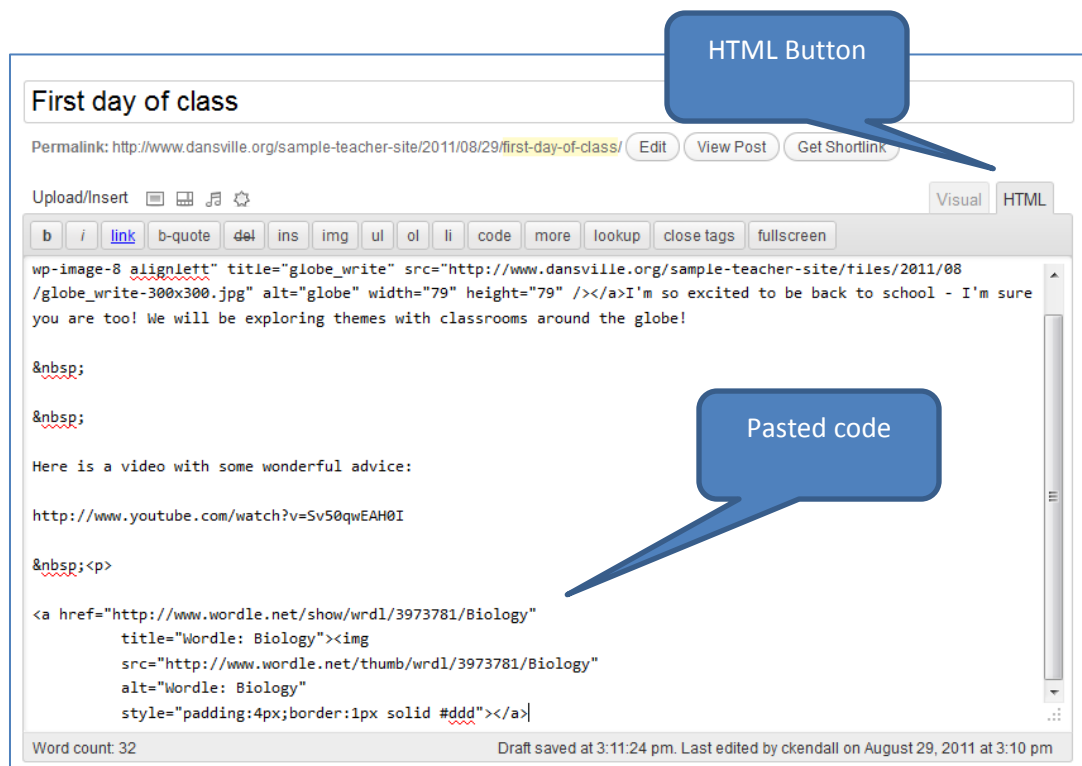 HTML Button
First day of class
Permalink: http://www.dansville.org/sample-teacher-site/2011/08/29/first-day-of-class/ Edit View Post Get Shortlink
Upload/Insert Visual HTML
b i link b-quote del ins img ul ol li code more lookup close tags fullscreen
wp-image-8 alignleft" title="globe_write" src="http://www.dansville.org/sample-teacher-site/files/2011/08
/globe_write-300x300.jpg" alt="globe" width="79" height="79" /></a>I'm so excited to be back to school - I'm sure
you are too! We will be exploring themes with classrooms around the globe!
&nbsp;
&nbsp;
Pasted code
Here is a video with some wonderful advice:
http://www.youtube.com/watch?v=Sv50qwEAH0I
&nbsp;<p>
<a href="http://www.wordle.net/show/wrdl/3973781/Biology"
title="Wordle: Biology"><img
src="http://www.wordle.net/thumb/wrdl/3973781/Biology"
alt="Wordle: Biology"
style="padding:4px;border:1px solid #ddd"></a>
Word count: 32 Draft saved at 3:11:24 pm. Last edited by ckendall on August 29, 2011 at 3:10 pm